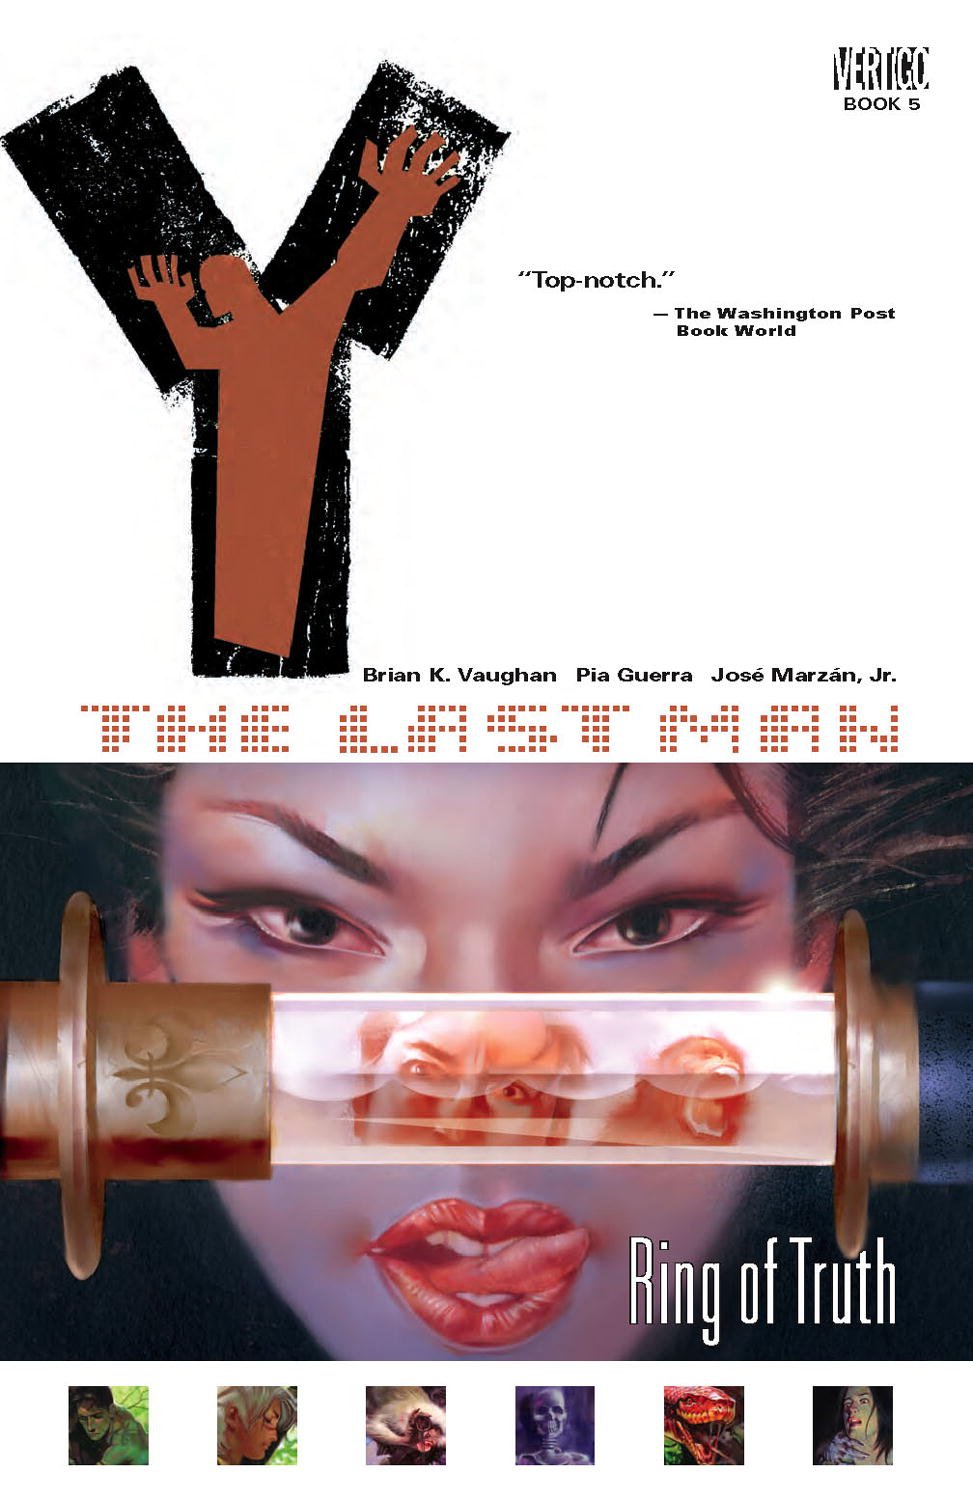 VERTIGO
BOOK 5
Y
“Top-notch.”
— The Washington Post
Book World
Brian K. Vaughan Pia Guerra José Marzán, Jr.
THE LAST MAN
Ring of Truth